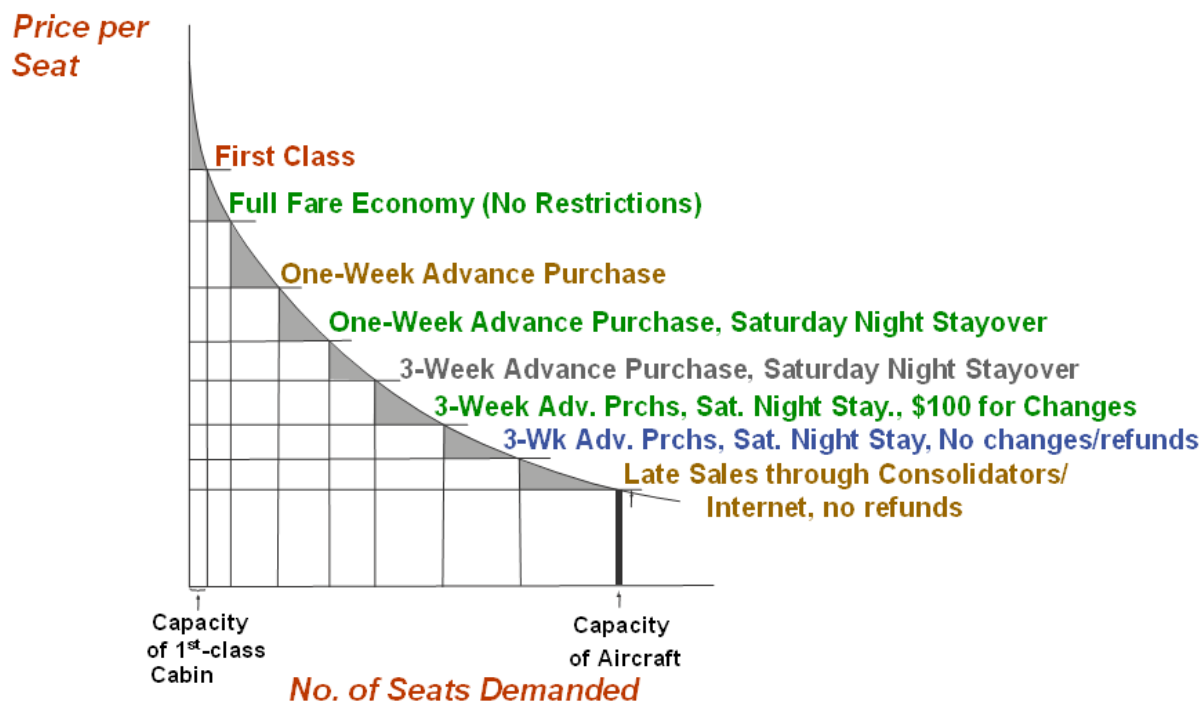 Price per
Seat
First Class
Full Fare Economy (No Restrictions)
One-Week Advance Purchase
One-Week Advance Purchase, Saturday Night Stayover
3-Week Advance Purchase, Saturday Night Stayover
3-Week Adv. Prchs, Sat. Night Stay., $100 for Changes
3-Wk Adv. Prchs, Sat. Night Stay, No changes/refunds
Late Sales through Consolidators/
Internet, no refunds
Capacity
of 1st-class
Cabin
Capacity
of Aircraft
No. of Seats Demanded